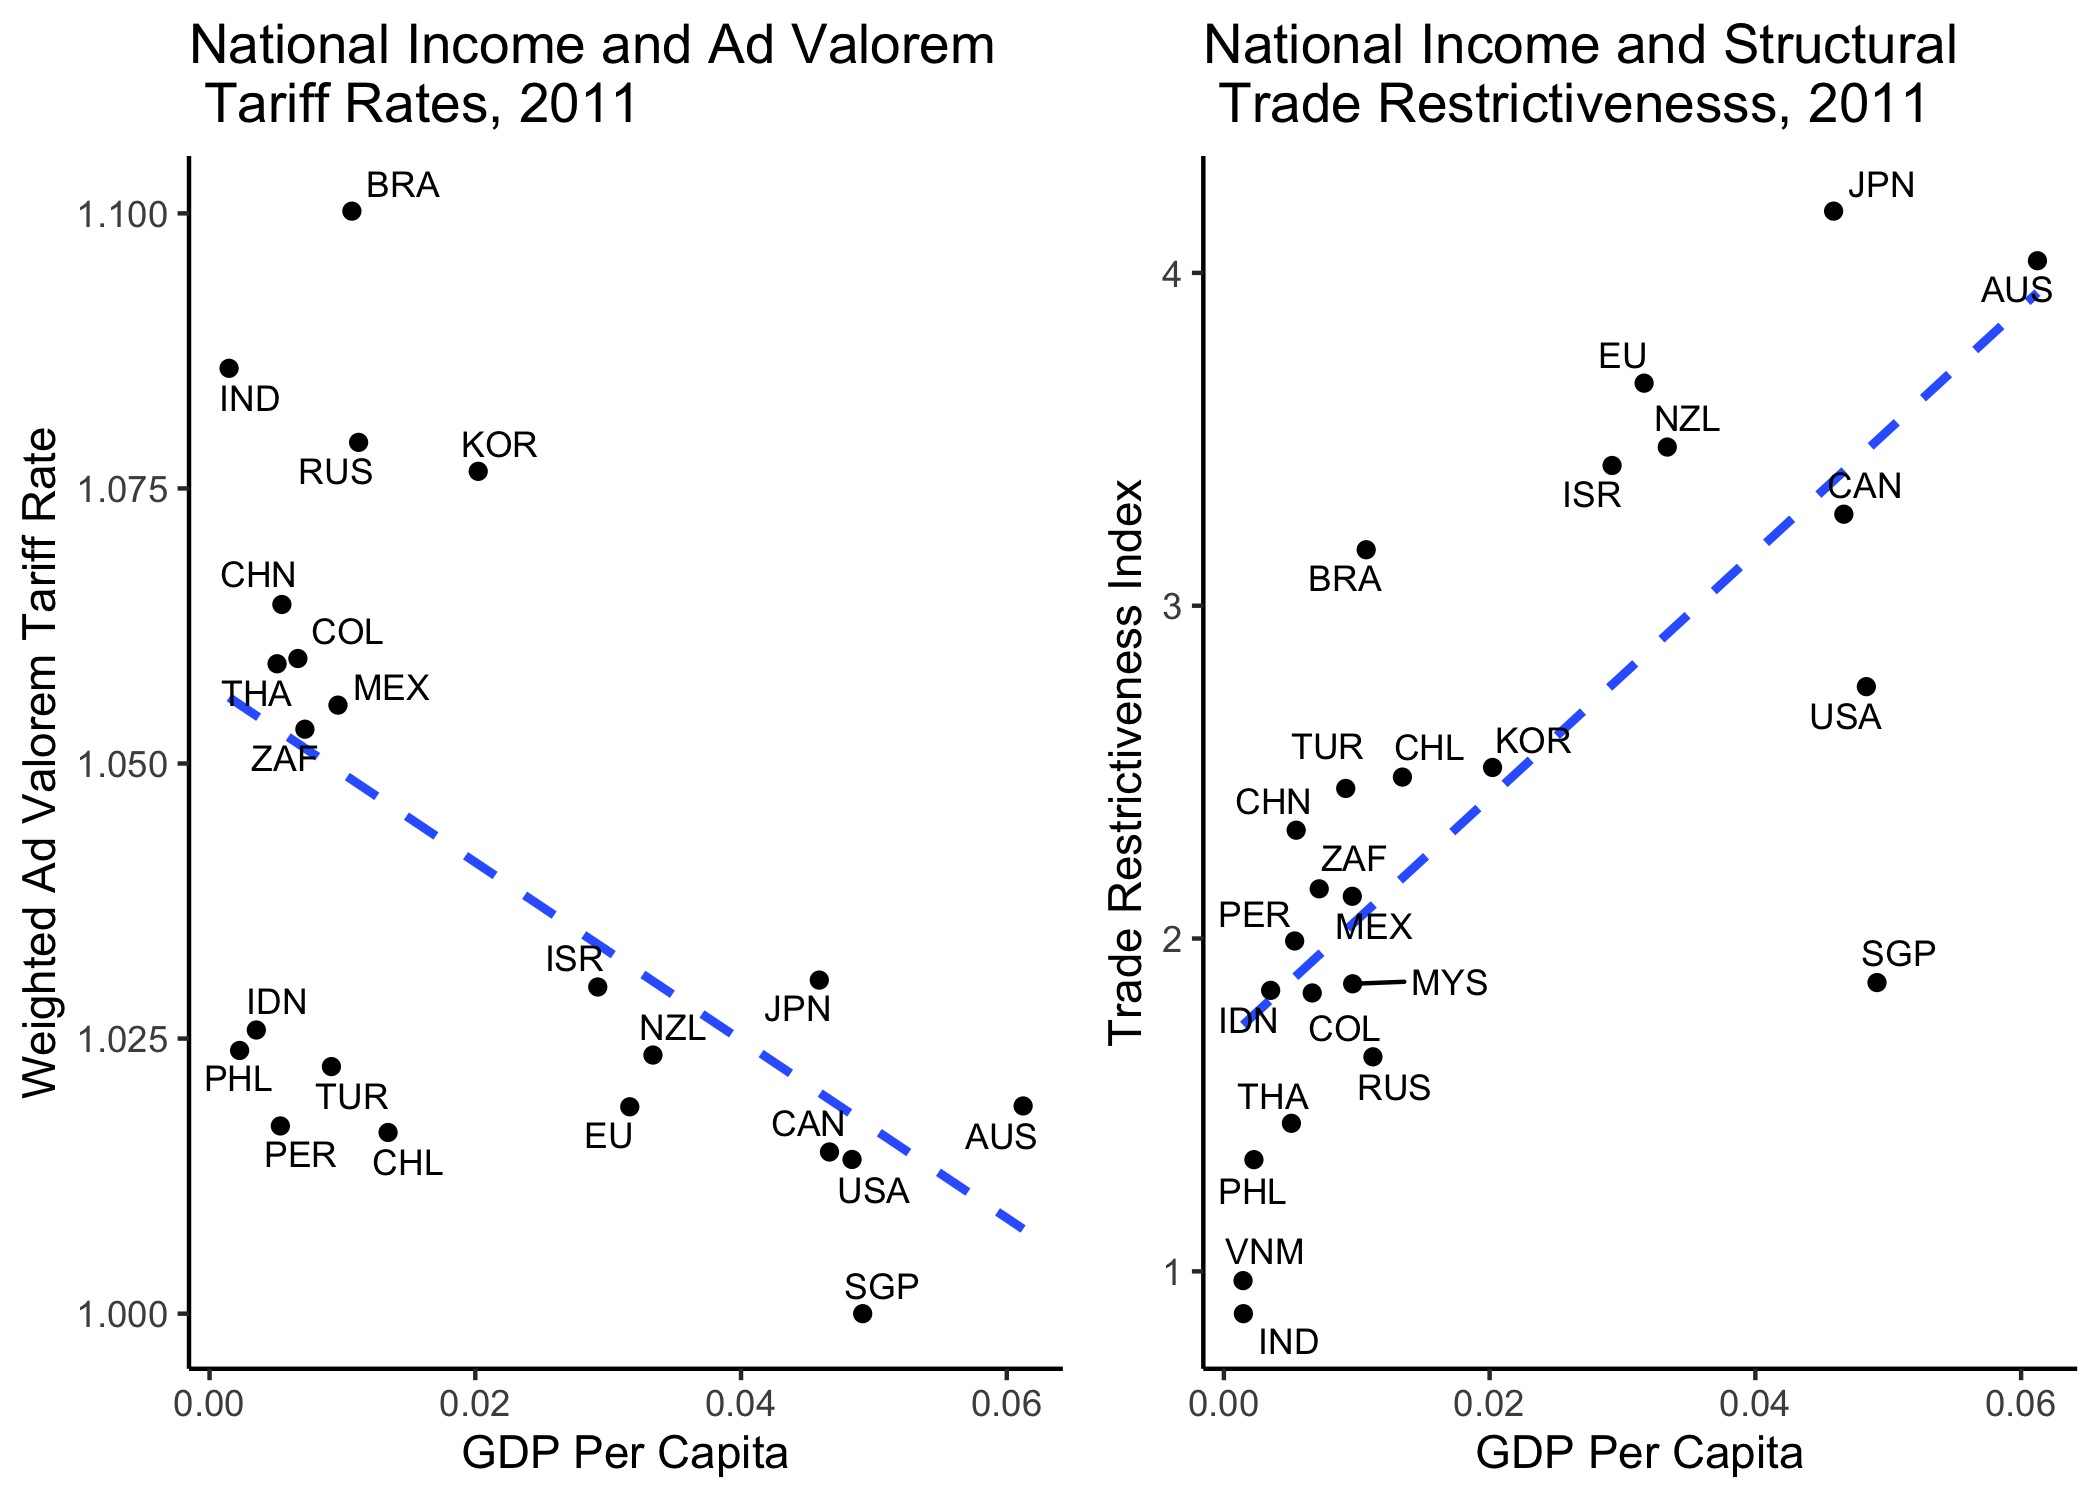 National Income and Ad Valorem
Tariff Rates, 2011
Weighted Ad Valorem Tariff Rate
1.100
1.075
1.050
1.025
1.000
BRA
IND
RUS
KOR
CHN
COL
THA
MEX
ZAF
ISR
JPN
IDN
NZL
PHL
TUR
EU
CAN
AUS
PER
CHL
USA
SGP
0.00
0.02
0.04
0.06
GDP Per Capita
National Income and Structural
Trade Restrictivenesss, 2011
Trade Restrictiveness Index
4
3
2
1
JPN
AUS
EU
NZL
CAN
ISR
BRA
USA
TUR
CHL
KOR
CHN
ZAF
PER
MEX
SGP
MYS
IDN
COL
RUS
THA
PHL
VNM
IND
0.00
0.02
0.04
0.06
GDP Per Capita